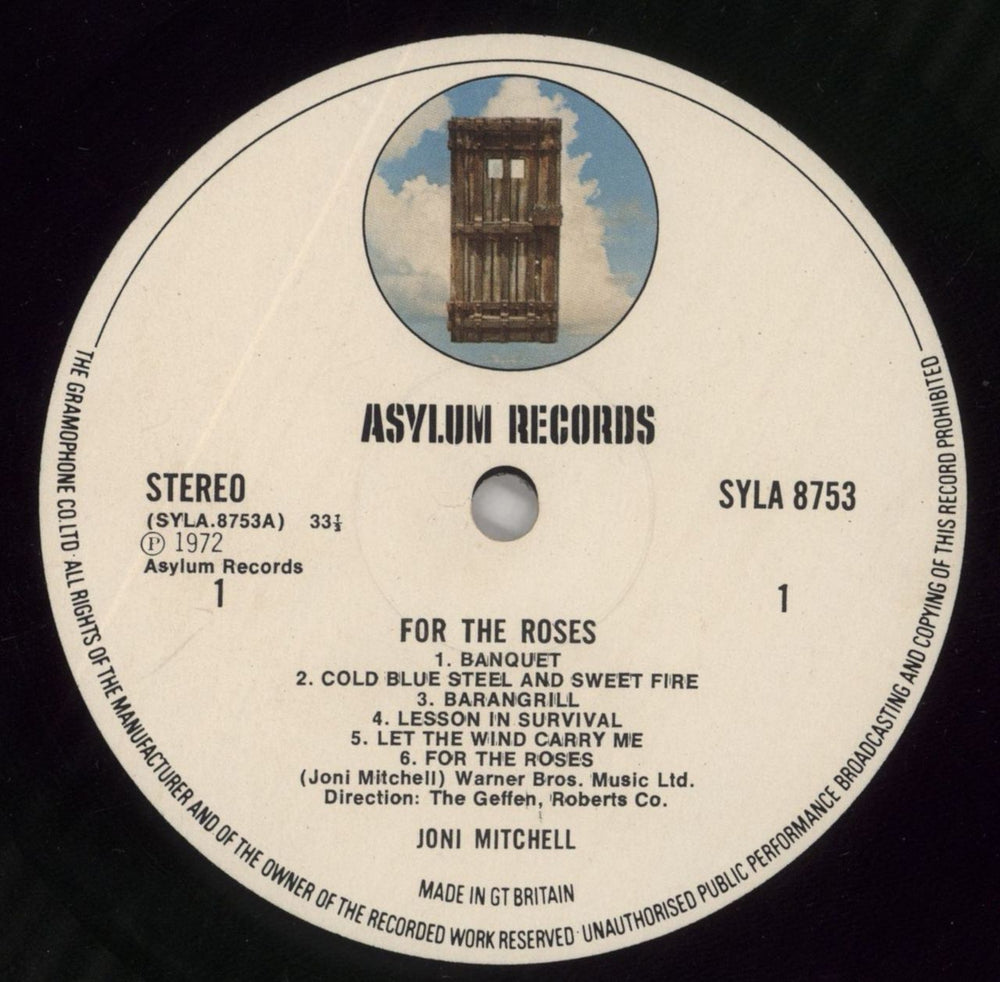 ASYLUM RECORDS
STEREO
SYLA 8753
(SYLA.8753A) 33⅓
Ⓟ 1972
Asylum Records
1
1
FOR THE ROSES
1. BANQUET
2. COLD BLUE STEEL AND SWEET FIRE
3. BARANGRILL
4. LESSON IN SURVIVAL
5. LET THE WIND CARRY ME
6. FOR THE ROSES
(Joni Mitchell) Warner Bros. Music Ltd.
Direction: The Geffen, Roberts Co.
JONI MITCHELL
MADE IN GT BRITAIN
THE GRAMOPHONE CO. LTD · ALL RIGHTS OF THE MANUFACTURER AND OF THE OWNER OF THE RECORDED WORK RESERVED · UNAUTHORISED PUBLIC PERFORMANCE BROADCASTING AND COPYING OF THIS RECORD PROHIBITED